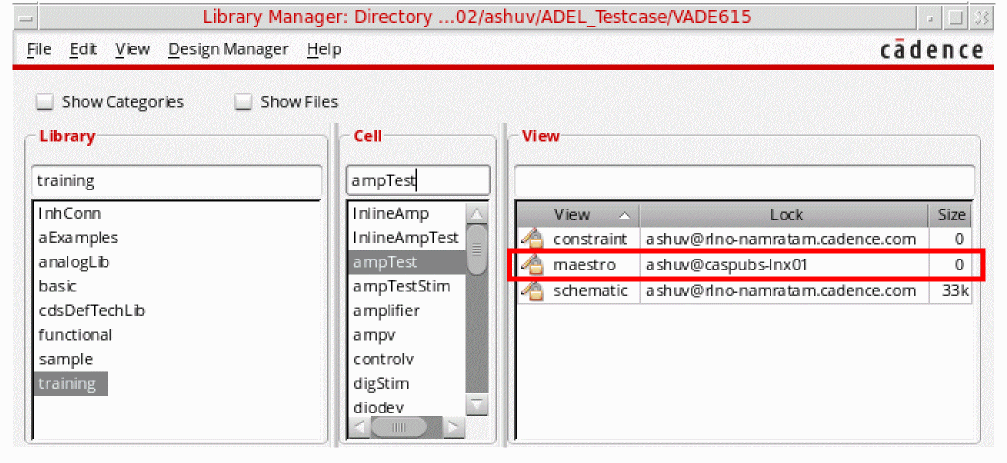 Library Manager: Directory ...02/ashuv/ADEL_Testcase/VADE615
File Edit View Design Manager Help
cādence
Show Categories Show Files
Library Cell View
training ampTest
InhConn
aExamples
analogLib
basic
cdsDefTechLib
functional
sample
training
InlineAmp
InlineAmpTest
ampTest
ampTestStim
amplifier
ampv
controlv
digStim
diodev
View Lock Size
constraint ashuv@rlno-namratam.cadence.com 0
maestro ashuv@caspubs-lnx01 0
schematic ashuv@rlno-namratam.cadence.com 33k